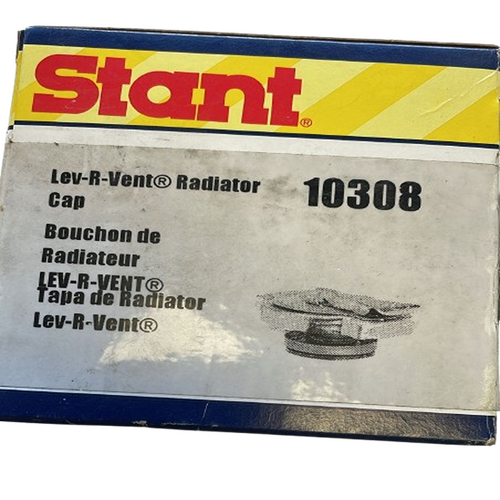 Stant®
Lev-R-Vent® Radiator
Cap
10308
Bouchon de
Radiateur
LEV-R-VENT®
Tapa de Radiator
Lev-R-Vent®